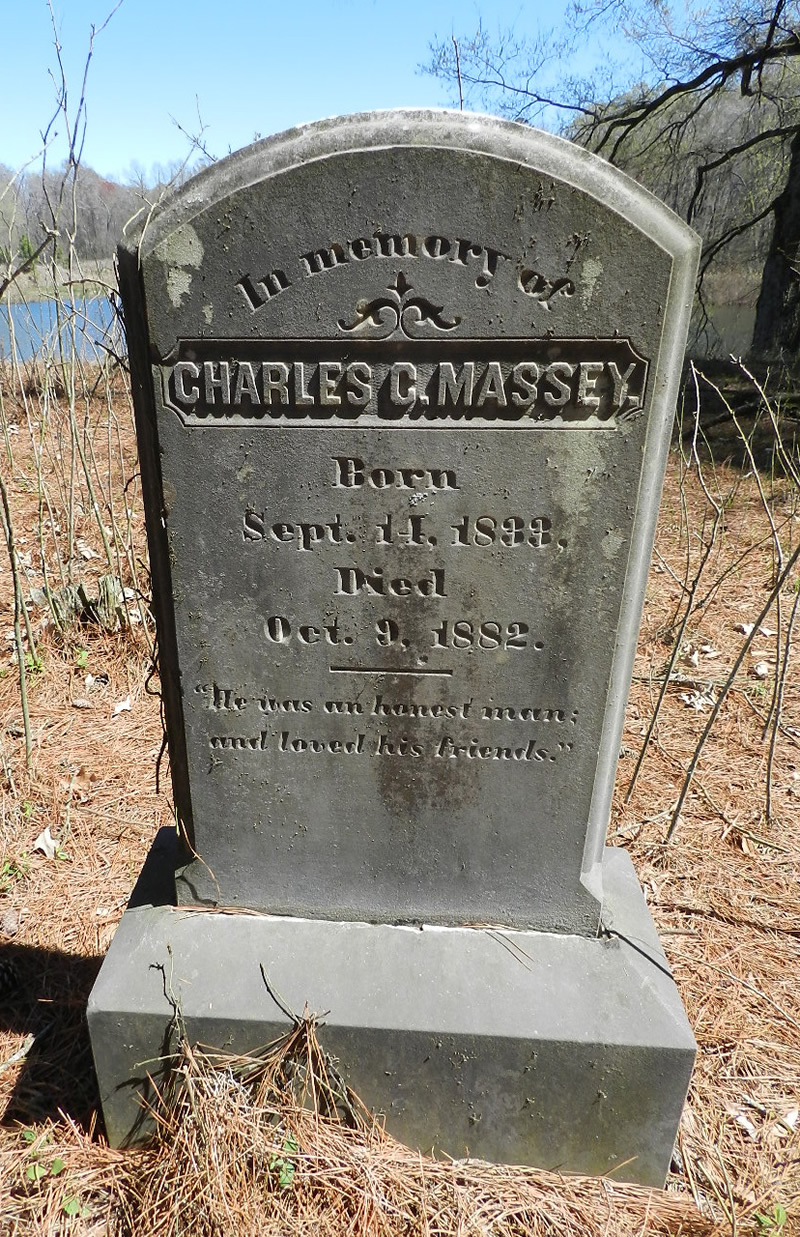 In memory of
CHARLES C. MASSEY.
Born
Sept. 14, 1833,
Died
Oct. 9, 1882.
"He was an honest man;
and loved his friends."